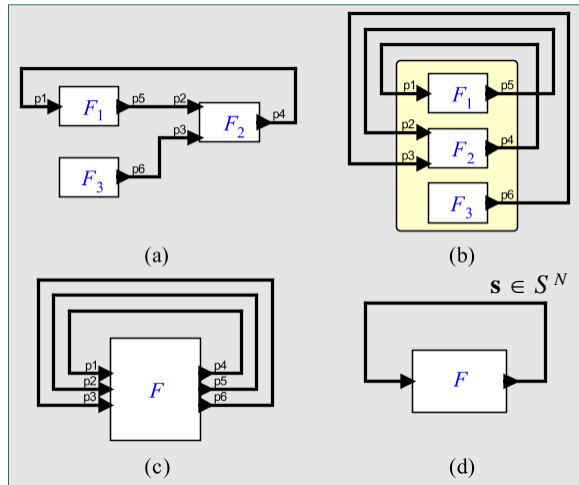 p1 F1 p5 p2 p4
p3 F2
F3 p6
(a)
p1 F1 p5
p2 F2 p4
p3
F3 p6
(b)
s ∈ S^N
p1 p4
p2 F p5
p3 p6
(c)
F
(d)